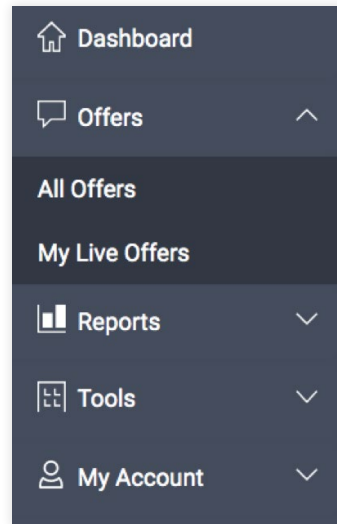 Dashboard
Offers
All Offers
My Live Offers
Reports
Tools
My Account